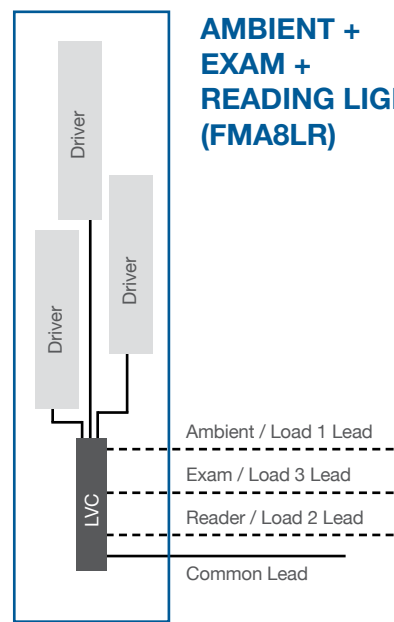 AMBIENT +
EXAM +
READING
(FMA8LR)
Driver
Driver
Driver
LVC
Ambient / Load 1 Lead
Exam / Load 3 Lead
Reader / Load 2 Lead
Common Lead